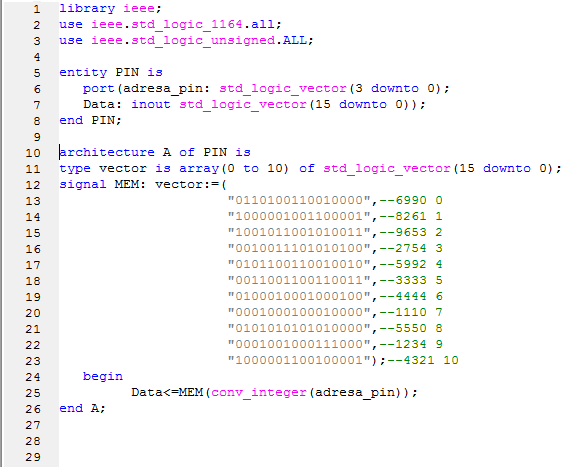 1 library ieee;
2 use ieee.std_logic_1164.all;
3 use ieee.std_logic_unsigned.ALL;
4
5 entity PIN is
6 port(adresa_pin: std_logic_vector(3 downto 0);
7 Data: inout std_logic_vector(15 downto 0));
8 end PIN;
9
10 architecture A of PIN is
11 type vector is array(0 to 10) of std_logic_vector(15 downto 0);
12 signal MEM: vector:=(
13 "0110100110010000",--6990 0
14 "1000001001100001",--8261 1
15 "1001011001010011",--9653 2
16 "0010011101010100",--2754 3
17 "0101100110010010",--5992 4
18 "0011001100110011",--3333 5
19 "0100010001000100",--4444 6
20 "0001000100010000",--1110 7
21 "0101010101010000",--5550 8
22 "0001001000111000",--1234 9
23 "1000001100100001");--4321 10
24 begin
25 Data<=MEM(conv_integer(adresa_pin));
26 end A;
27
28
29